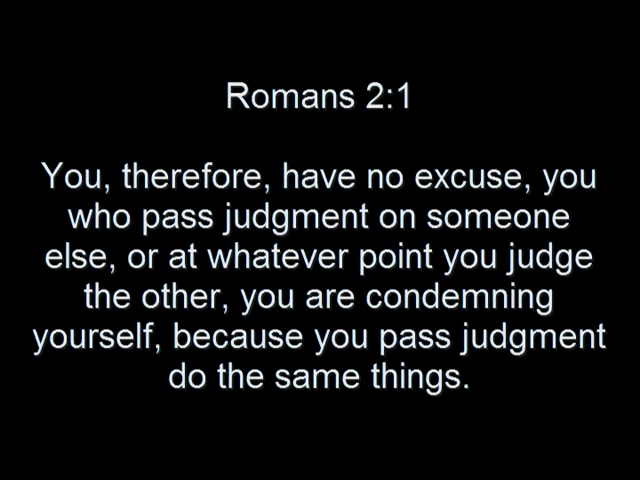 Romans 2:1
You, therefore, have no excuse, you
who pass judgment on someone
else, or at whatever point you judge
the other, you are condemning
yourself, because you pass judgment
do the same things.